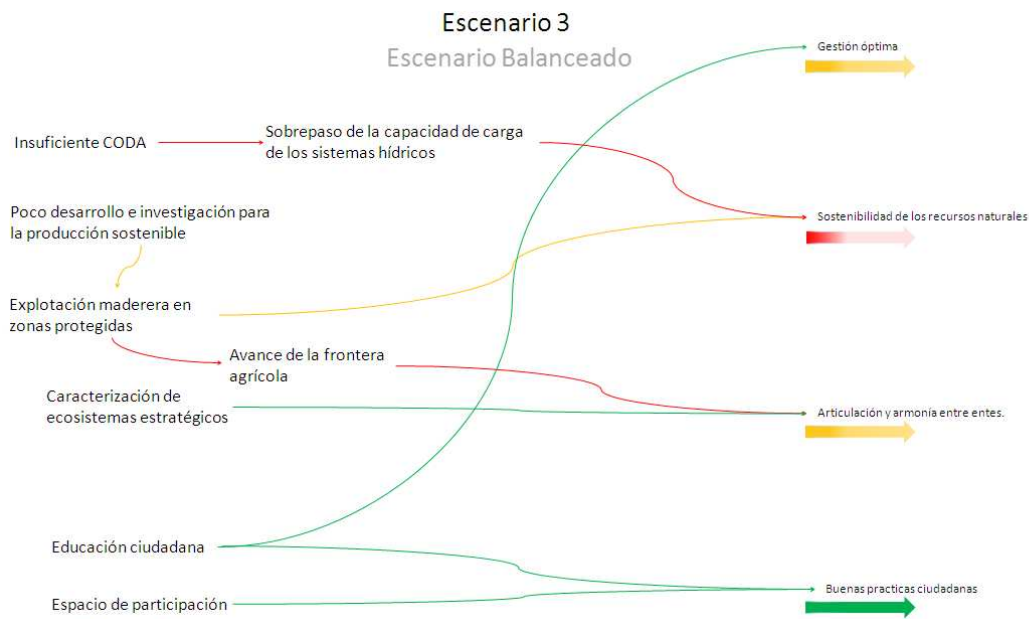 Escenario 3
Escenario Balanceado
Gestión óptima
Insuficiente CODA
Sobrepaso de la capacidad de carga
de los sistemas hídricos
Poco desarrollo e investigación para
la producción sostenible
Sostenibilidad de los recursos naturales
Explotación maderera en
zonas protegidas
Avance de la frontera
agrícola
Caracterización de
ecosistemas estratégicos
Articulación y armonía entre entes.
Educación ciudadana
Espacio de participación
Buenas practicas ciudadanas